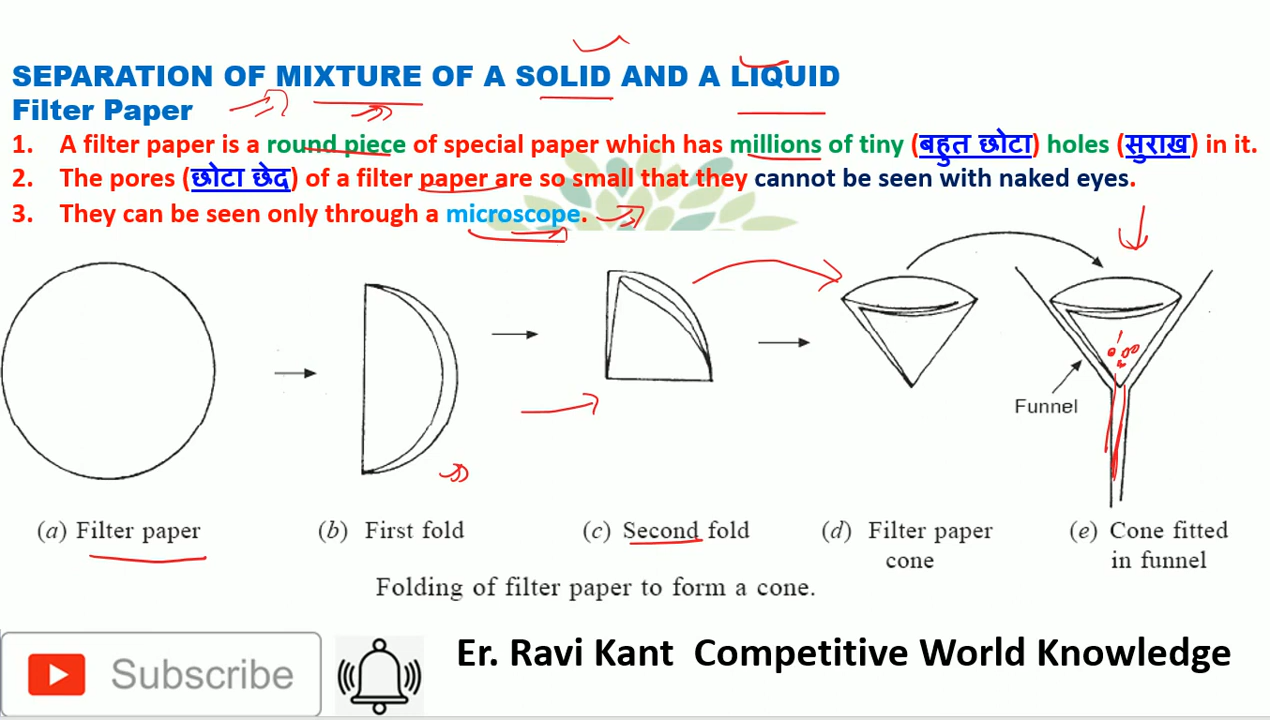 SEPARATION OF MIXTURE OF A SOLID AND A LIQUID
Filter Paper
1. A filter paper is a round piece of special paper which has millions of tiny (बहुत छोटा) holes (सुराख़) in it.
2. The pores (छोटा छेद) of a filter paper are so small that they cannot be seen with naked eyes.
3. They can be seen only through a microscope.
Funnel
(a) Filter paper
(b) First fold
(c) Second fold
(d) Filter paper
cone
(e) Cone fitted
in funnel
Folding of filter paper to form a cone.
Subscribe
Er. Ravi Kant Competitive World Knowledge